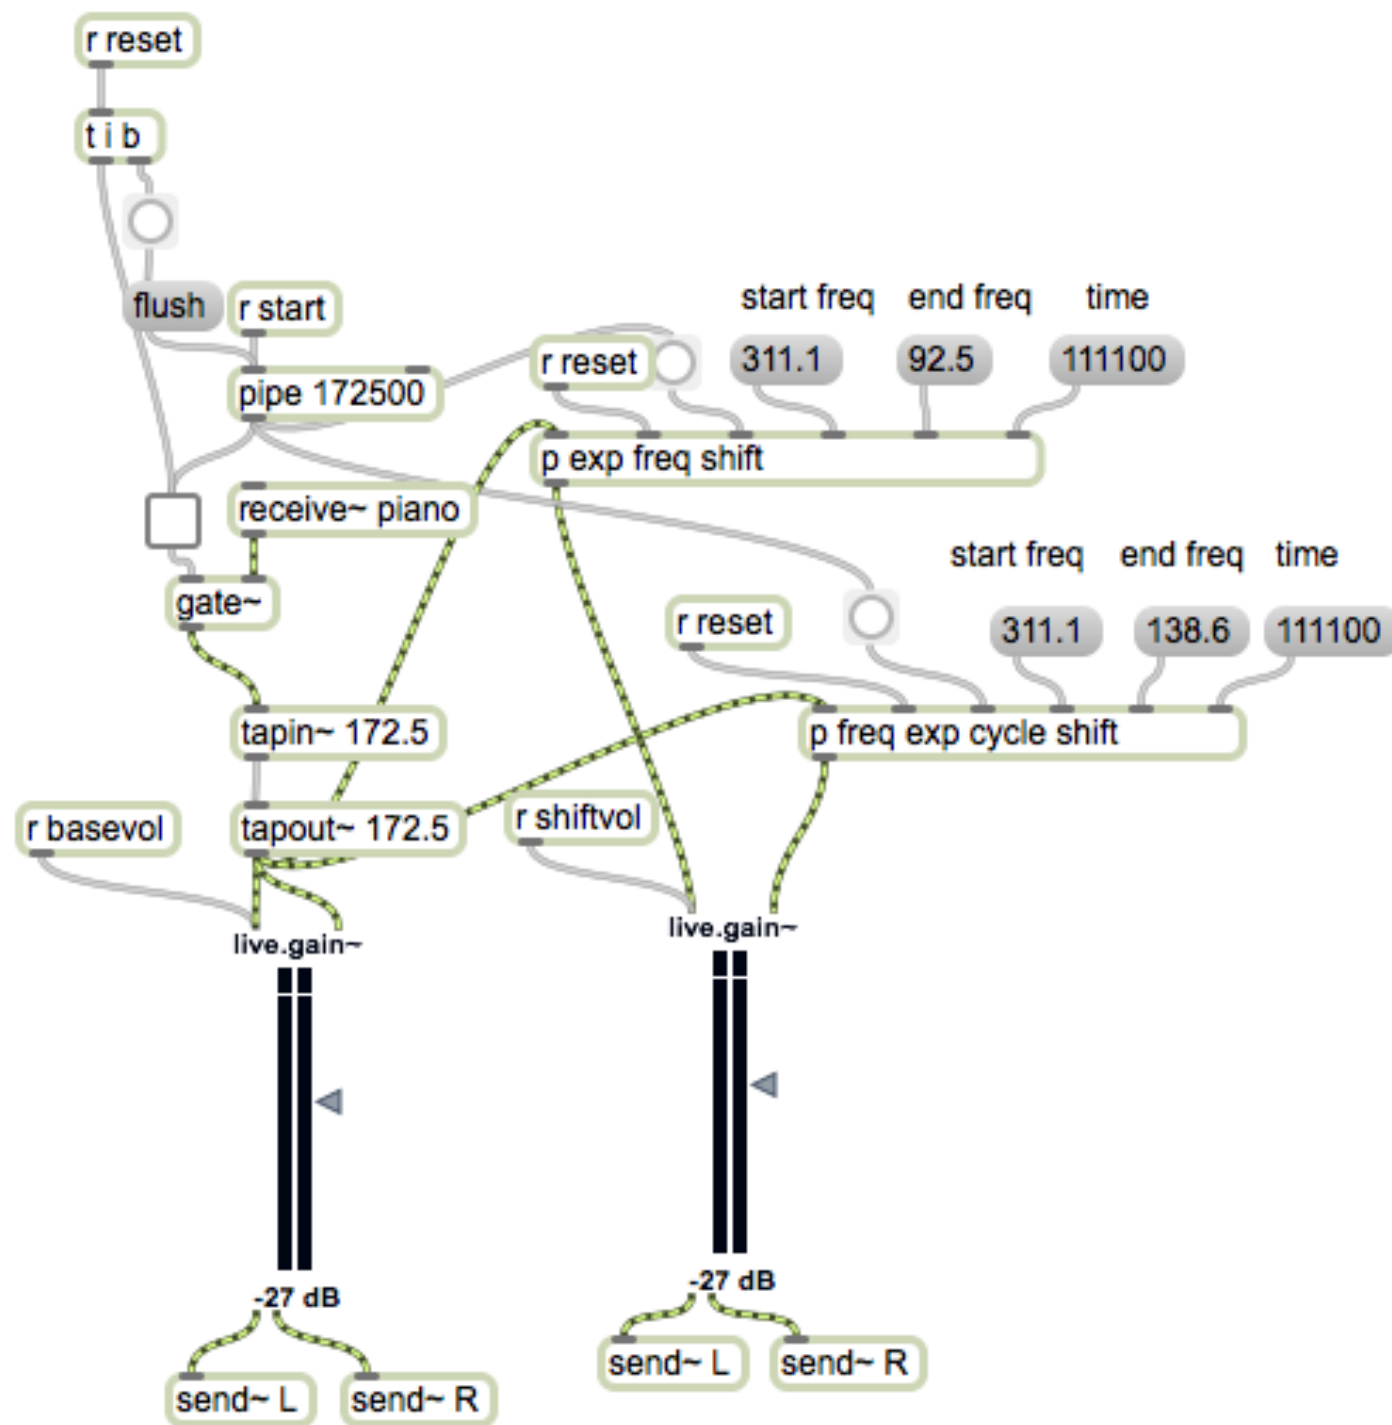 r reset
t i b
flush
r start
start freq
end freq
time
r reset
311.1
92.5
111100
pipe 172500
p exp freq shift
receive~ piano
start freq
end freq
time
gate~
r reset
311.1
138.6
111100
tapin~ 172.5
p freq exp cycle shift
r basevol
tapout~ 172.5
r shiftvol
live.gain~
live.gain~
-27 dB
-27 dB
send~ L
send~ R
send~ L
send~ R